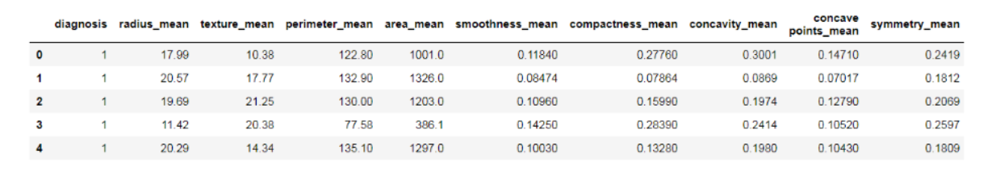 diagnosis radius_mean texture_mean perimeter_mean area_mean smoothness_mean compactness_mean concavity_mean concave points_mean symmetry_mean
0 1 17.99 10.38 122.80 1001.0 0.11840 0.27760 0.3001 0.14710 0.2419
1 1 20.57 17.77 132.90 1326.0 0.08474 0.07864 0.0869 0.07017 0.1812
2 1 19.69 21.25 130.00 1203.0 0.10960 0.15990 0.1974 0.12790 0.2069
3 1 11.42 20.38 77.58 386.1 0.14250 0.28390 0.2414 0.10520 0.2597
4 1 20.29 14.34 135.10 1297.0 0.10030 0.13280 0.1980 0.10430 0.1809